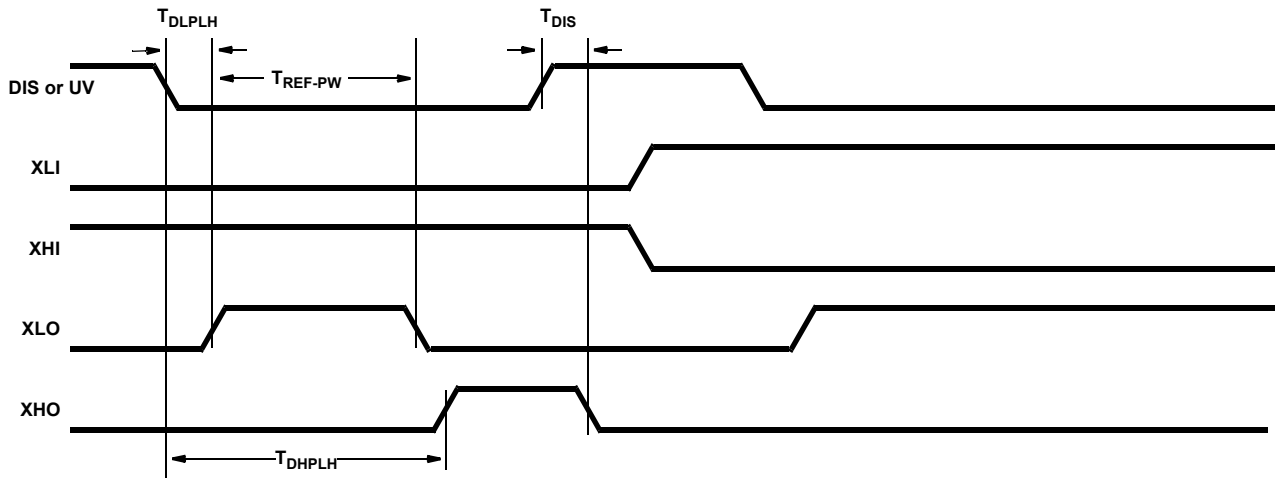 TDLPLH
TDIS
TREF-PW
DIS or UV
XLI
XHI
XLO
XHO
TDHPLH